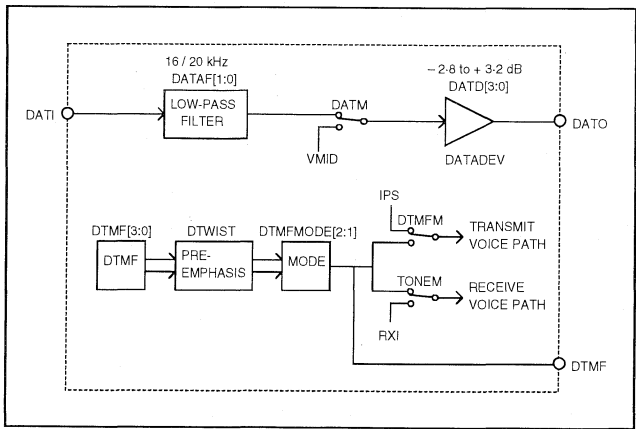 16 / 20 kHz
DATAF[1:0]
LOW-PASS
FILTER
DATI
DATM
VMID
– 2·8 to + 3·2 dB
DATD[3:0]
DATADEV
DATO
DTMF[3:0]
DTMF
DTWIST
PRE-
EMPHASIS
DTMFMODE[2:1]
MODE
IPS
DTMFM
TRANSMIT
VOICE PATH
TONEM
RECEIVE
VOICE PATH
RXI
DTMF